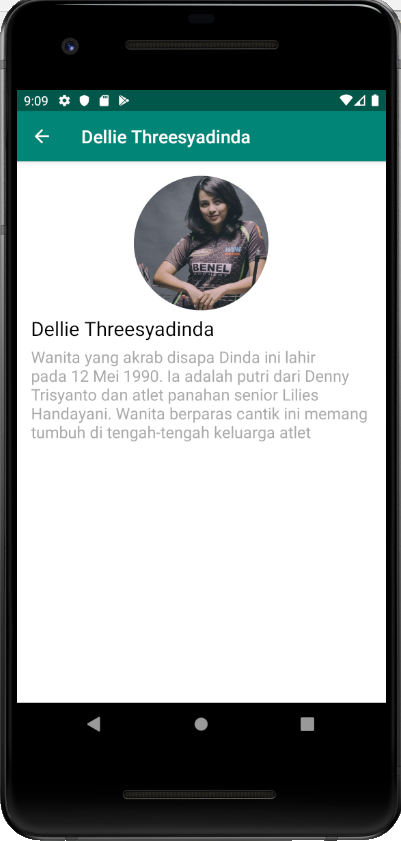 9:09
Dellie Threesyadinda
NSW
BENEL
Dellie Threesyadinda
Wanita yang akrab disapa Dinda ini lahir
pada 12 Mei 1990. Ia adalah putri dari Denny
Trisyanto dan atlet panahan senior Lilies
Handayani. Wanita berparas cantik ini memang
tumbuh di tengah-tengah keluarga atlet